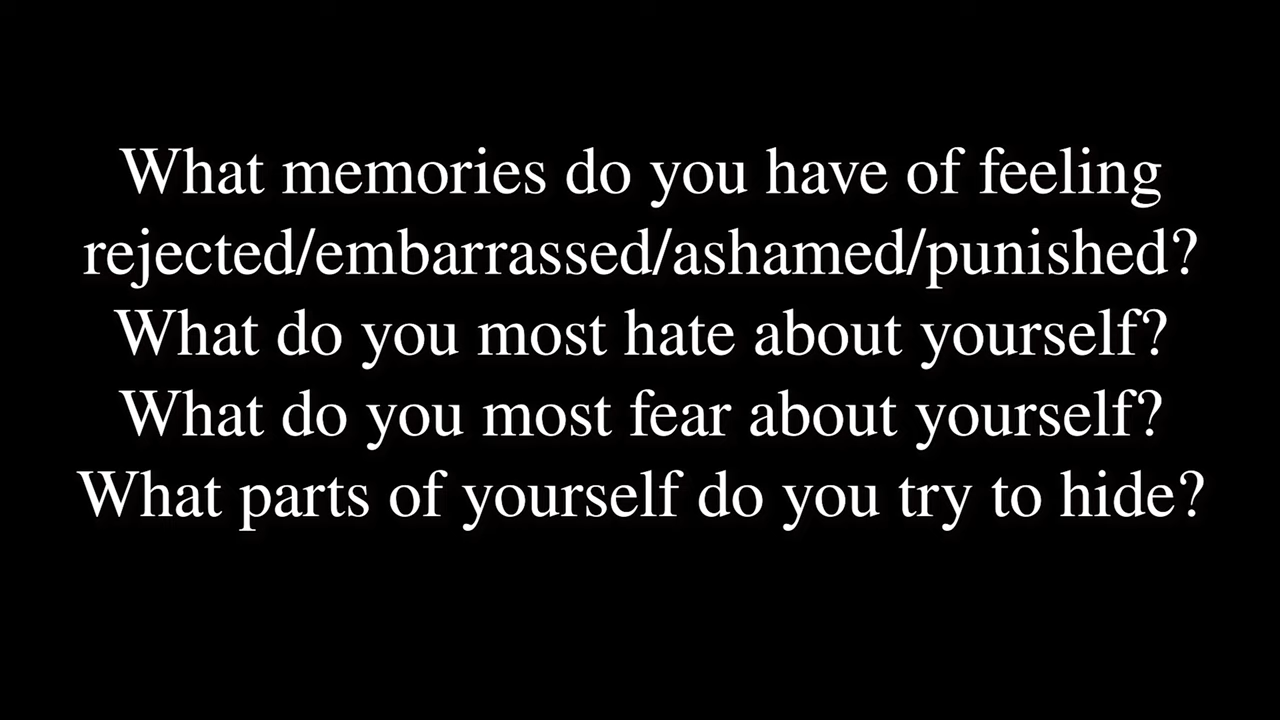 What memories do you have of feeling
rejected/embarrassed/ashamed/punished?
What do you most hate about yourself?
What do you most fear about yourself?
What parts of yourself do you try to hide?